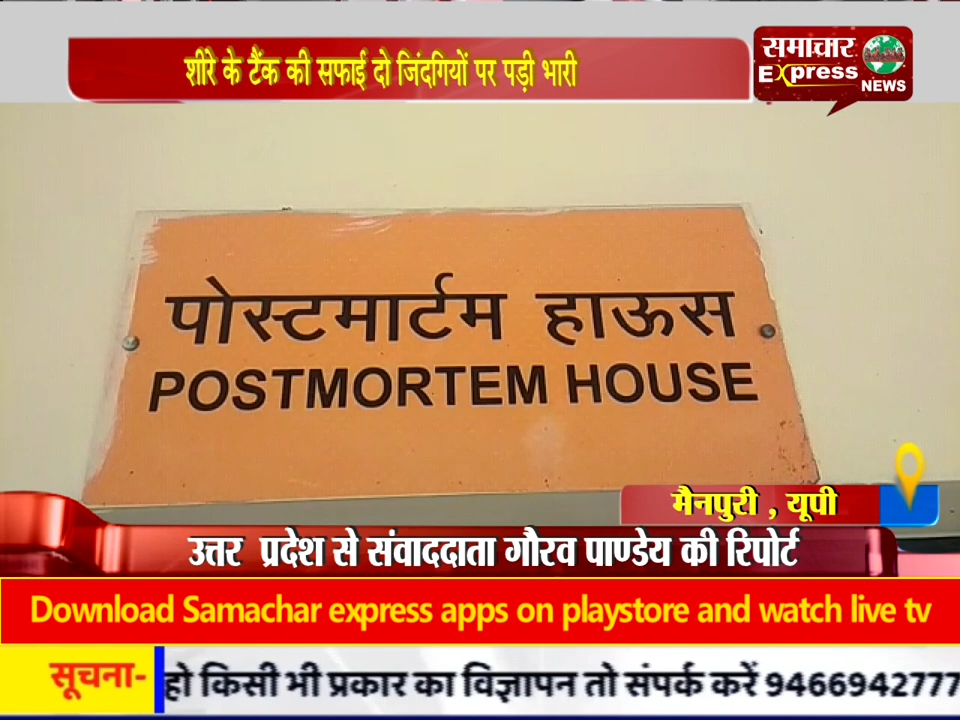 शीरे के टैंक की सफाई दो जिंदगियों पर पड़ी भारी
समाचार
Express
NEWS
पोस्टमार्टम हाऊस
POSTMORTEM HOUSE
मैनपुरी , यूपी
उत्तर प्रदेश से संवाददाता गौरव पाण्डेय की रिपोर्ट
Download Samachar express apps on playstore and watch live tv
सूचना- हो किसी भी प्रकार का विज्ञापन तो संपर्क करें 9466942777